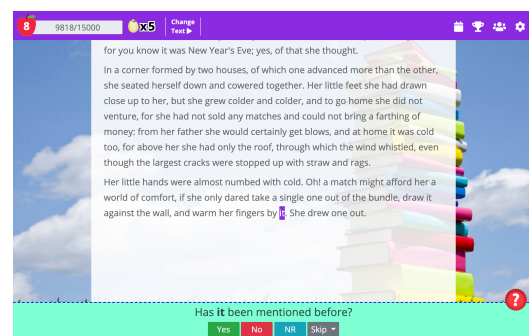 8 9818/15000 x5 Change
Text
for you know it was New Year's Eve; yes, of that she thought.
In a corner formed by two houses, of which one advanced more than the other,
she seated herself down and cowered together. Her little feet she had drawn
close up to her, but she grew colder and colder, and to go home she did not
venture, for she had not sold any matches and could not bring a farthing of
money: from her father she would certainly get blows, and at home it was cold
too, for above her she had only the roof, through which the wind whistled, even
though the largest cracks were stopped up with straw and rags.
Her little hands were almost numbed with cold. Oh! a match might afford her a
world of comfort, if she only dared take a single one out of the bundle, draw it
against the wall, and warm her fingers by it. She drew one out.
?
Has it been mentioned before?
Yes No NR Skip